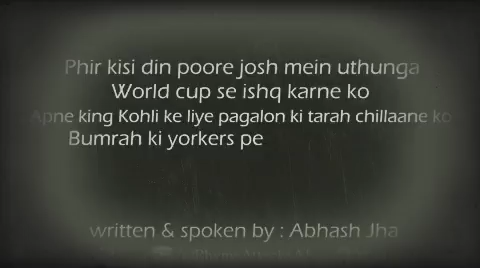 Phir kisi din poore josh mein uthunga
World cup se ishq karne ko
Apne king Kohli ke liye pagalon ki tarah chillaane ko
Bumrah ki yorkers pe
written & spoken by : Abhash Jha